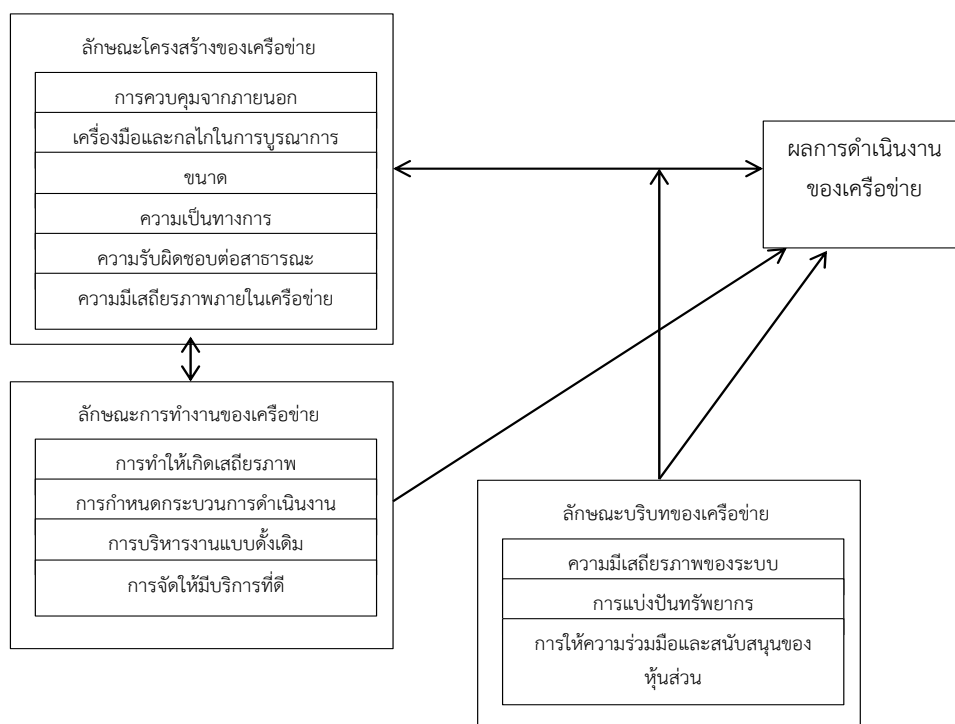 ลักษณะโครงสร้างของเครือข่าย
การควบคุมจากภายนอก
เครื่องมือและกลไกในการบูรณาการ
ขนาด
ความเป็นทางการ
ความรับผิดชอบต่อสาธารณะ
ความมีเสถียรภาพภายในเครือข่าย
ผลการดำเนินงาน
ของเครือข่าย
ลักษณะการทำงานของเครือข่าย
การทำให้เกิดเสถียรภาพ
การกำหนดกระบวนการดำเนินงาน
การบริหารงานแบบดั้งเดิม
การจัดให้มีบริการที่ดี
ลักษณะบริบทของเครือข่าย
ความมีเสถียรภาพของระบบ
การแบ่งปันทรัพยากร
การให้ความร่วมมือและสนับสนุนของ
หุ้นส่วน